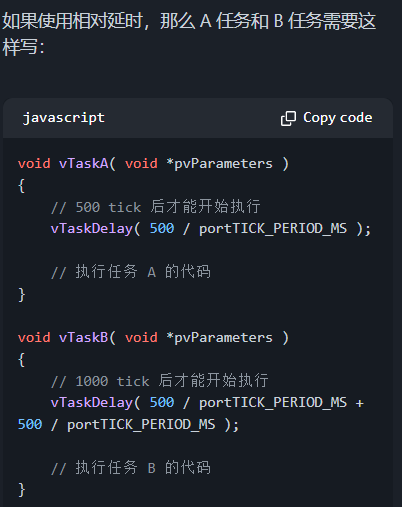 如果使用相对延时，那么 A 任务和 B 任务需要这
样写：
javascript
Copy code
void vTaskA( void *pvParameters )
{
    // 500 tick 后才能开始执行
    vTaskDelay( 500 / portTICK_PERIOD_MS );
    // 执行任务 A 的代码
}
void vTaskB( void *pvParameters )
{
    // 1000 tick 后才能开始执行
    vTaskDelay( 500 / portTICK_PERIOD_MS +
500 / portTICK_PERIOD_MS );
    // 执行任务 B 的代码
}